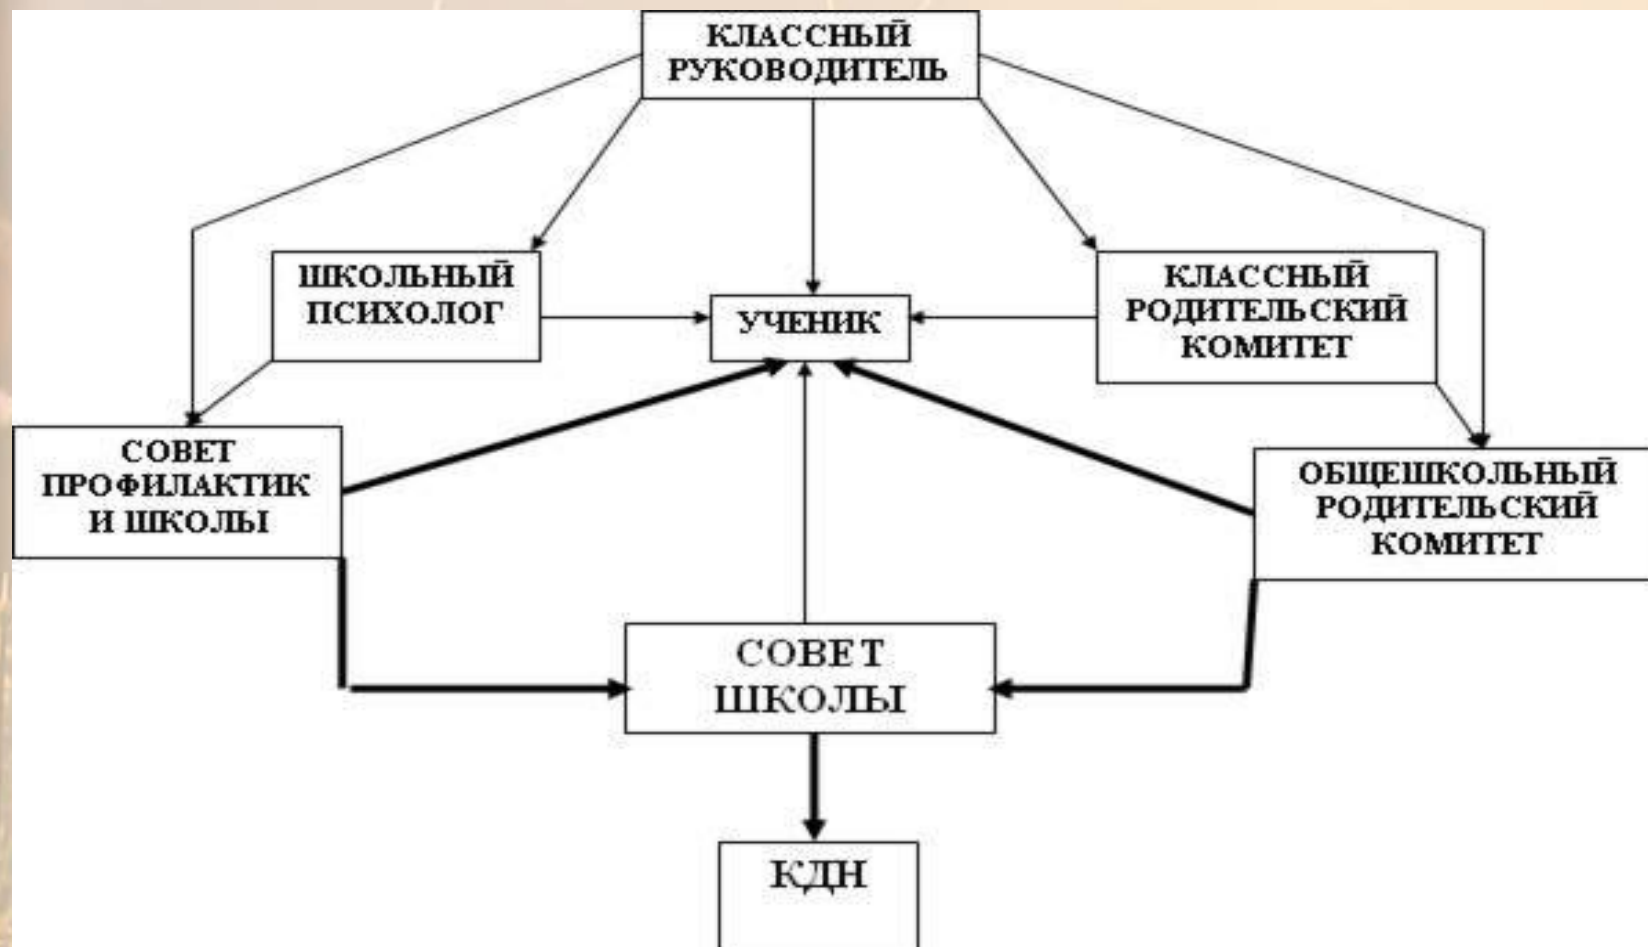 КЛАССНЫЙ
РУКОВОДИТЕЛЬ
ШКОЛЬНЫЙ
ПСИХОЛОГ
УЧЕНИК
КЛАССНЫЙ
РОДИТЕЛЬСКИЙ
КОМИТЕТ
СОВЕТ
ПРОФИЛАКТИК
И ШКОЛЫ
ОБЩЕШКОЛЬНЫЙ
РОДИТЕЛЬСКИЙ
КОМИТЕТ
СОВЕТ
ШКОЛЫ
КДН